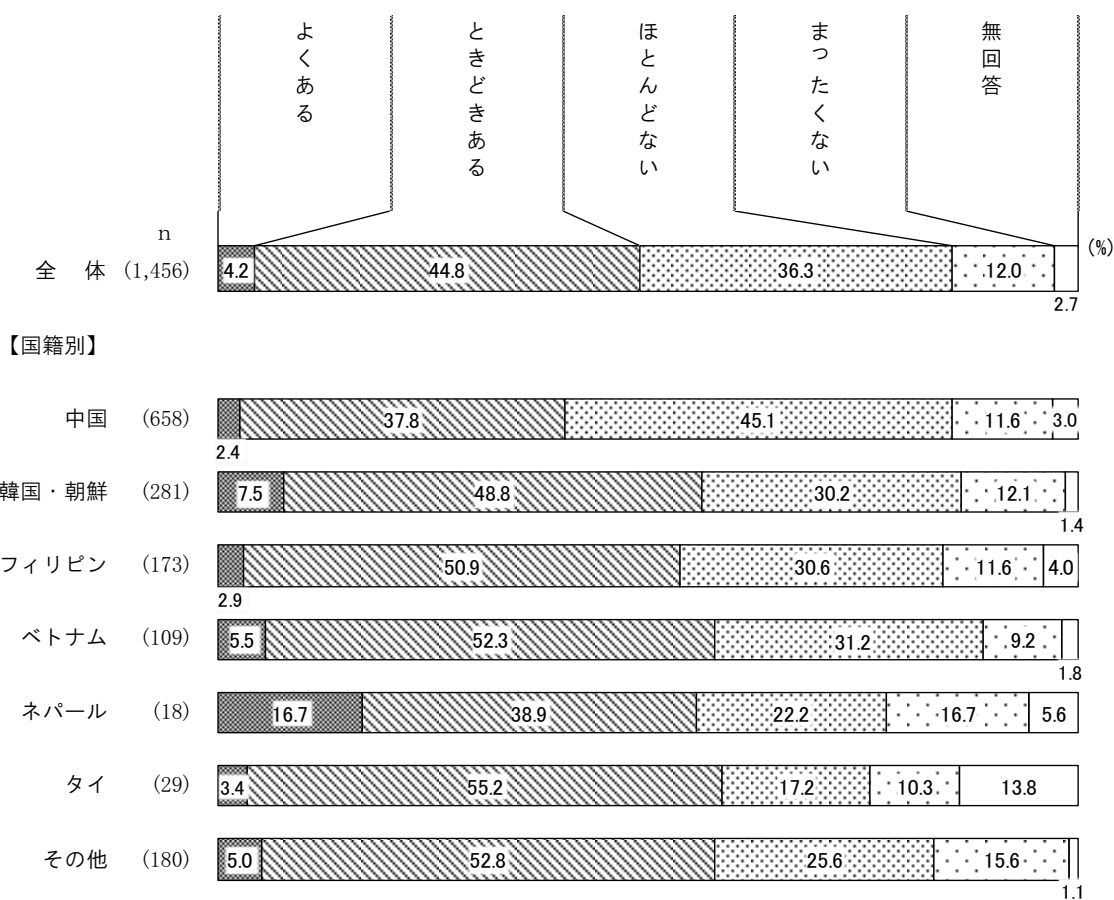 よくある
ときどきある
ほとんどない
まったくない
無回答
n
(%)
全 体 (1,456) 4.2 44.8 36.3 12.0 2.7
【国籍別】
中国 (658) 2.4 37.8 45.1 11.6 3.0
韓国・朝鮮 (281) 7.5 48.8 30.2 12.1 1.4
フィリピン (173) 2.9 50.9 30.6 11.6 4.0
ベトナム (109) 5.5 52.3 31.2 9.2 1.8
ネパール (18) 16.7 38.9 22.2 16.7 5.6
タイ (29) 3.4 55.2 17.2 10.3 13.8
その他 (180) 5.0 52.8 25.6 15.6 1.1